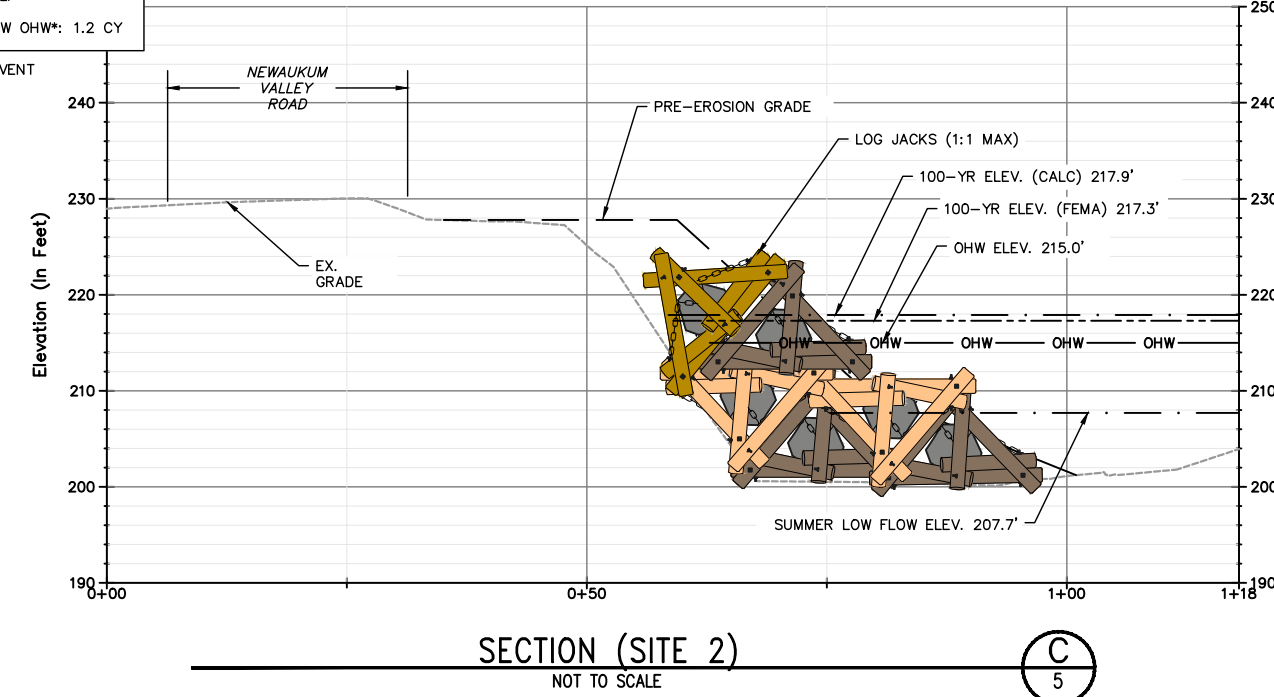 W OHW*: 1.2 CY
VENT
NEWAUKUM
VALLEY
ROAD
PRE-EROSION GRADE
LOG JACKS (1:1 MAX)
100-YR ELEV. (CALC) 217.9'
100-YR ELEV. (FEMA) 217.3'
OHW ELEV. 215.0'
EX.
GRADE
OHW OHW OHW OHW OHW
SUMMER LOW FLOW ELEV. 207.7'
Elevation (In Feet)
240
230
220
210
200
190
250
240
230
220
210
200
190
0+00 0+50 1+00 1+18
SECTION (SITE 2)
NOT TO SCALE
C
5